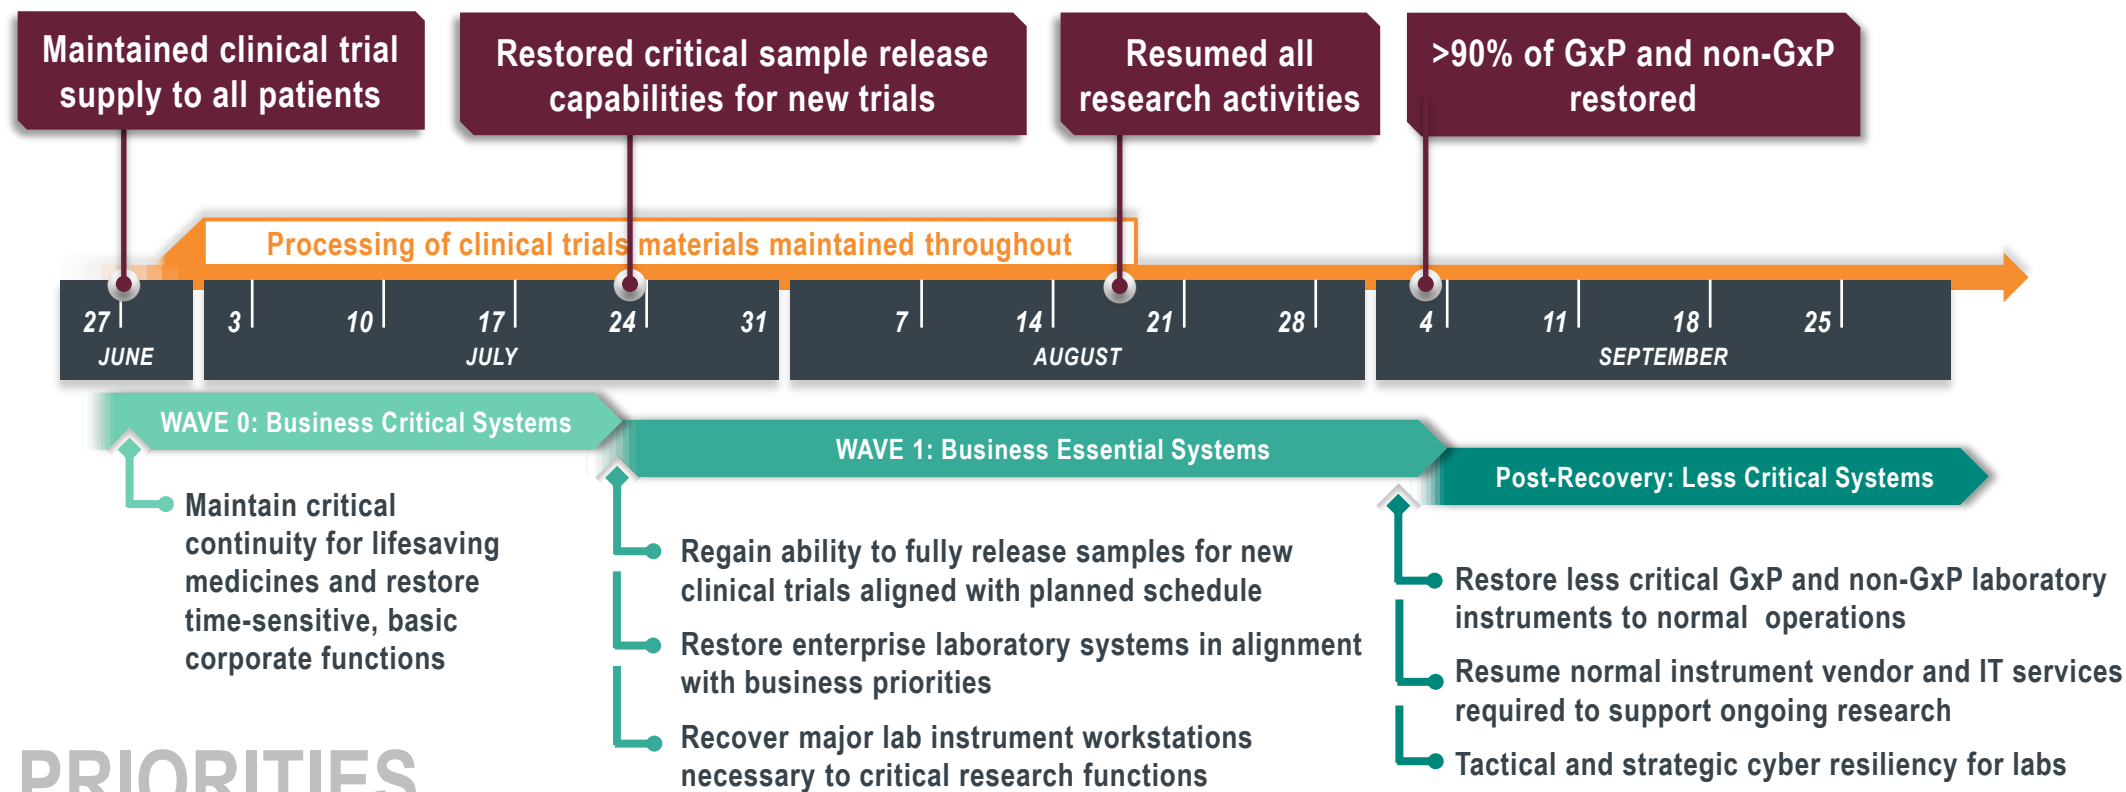 Maintained clinical trial
supply to all patients
Restored critical sample release
capabilities for new trials
Resumed all
research activities
>90% of GxP and non-GxP
restored
Processing of clinical trials materials maintained throughout
27 3 10 17 24 31 7 14 21 28 4 11 18 25
JUNE JULY AUGUST SEPTEMBER
WAVE 0: Business Critical Systems
Maintain critical
continuity for lifesaving
medicines and restore
time-sensitive, basic
corporate functions
WAVE 1: Business Essential Systems
Regain ability to fully release samples for new
clinical trials aligned with planned schedule
Restore enterprise laboratory systems in alignment
with business priorities
Recover major lab instrument workstations
necessary to critical research functions
Post-Recovery: Less Critical Systems
Restore less critical GxP and non-GxP laboratory
instruments to normal operations
Resume normal instrument vendor and IT services
required to support ongoing research
Tactical and strategic cyber resiliency for labs
PRIORITIES